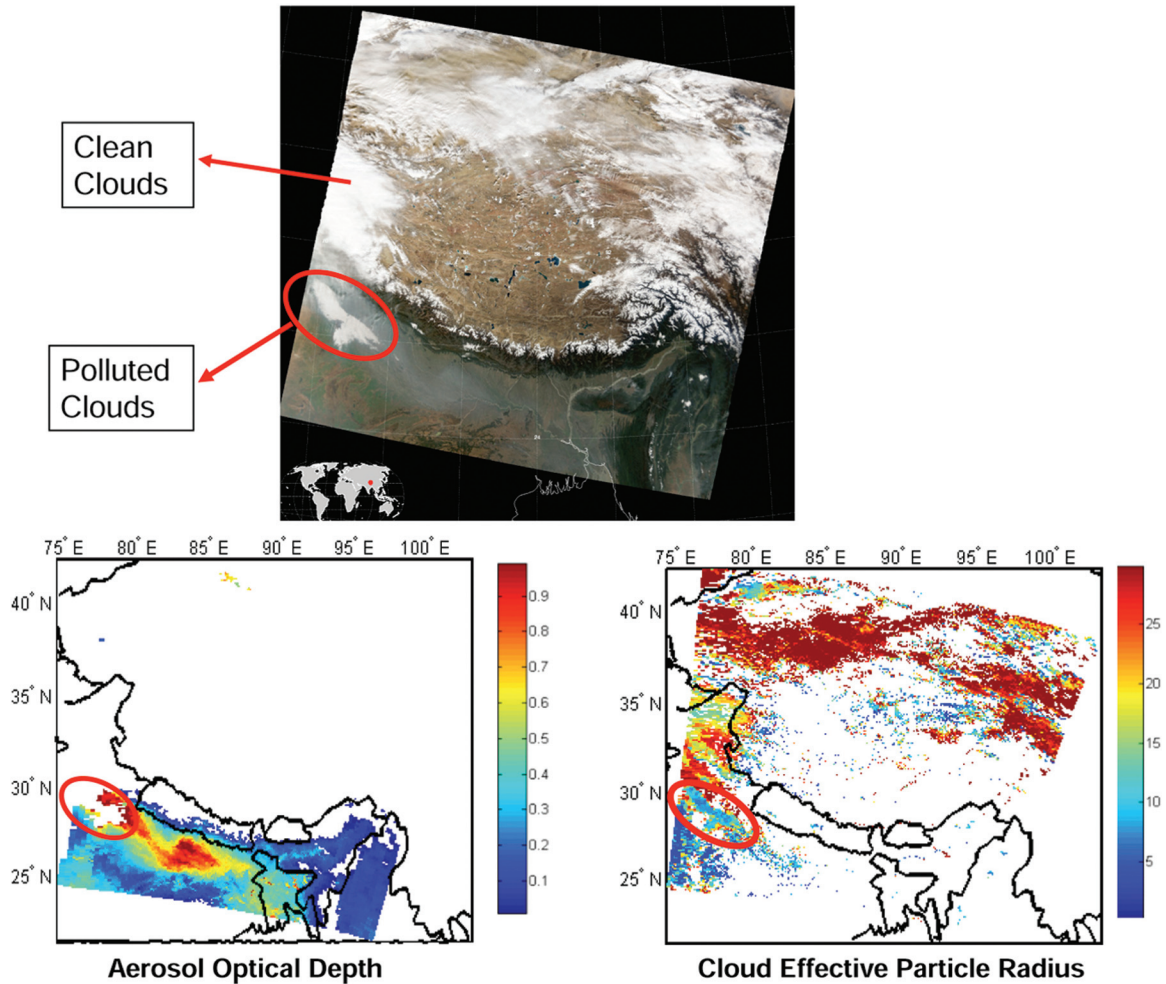 Clean
Clouds
Polluted
Clouds
24
75° E 80° E 85° E 90° E 95° E 100° E
40° N
35° N
30° N
25° N
0.9
0.8
0.7
0.6
0.5
0.4
0.3
0.2
0.1
Aerosol Optical Depth
75° E 80° E 85° E 90° E 95° E 100° E
40° N
35° N
30° N
25° N
25
20
15
10
5
Cloud Effective Particle Radius